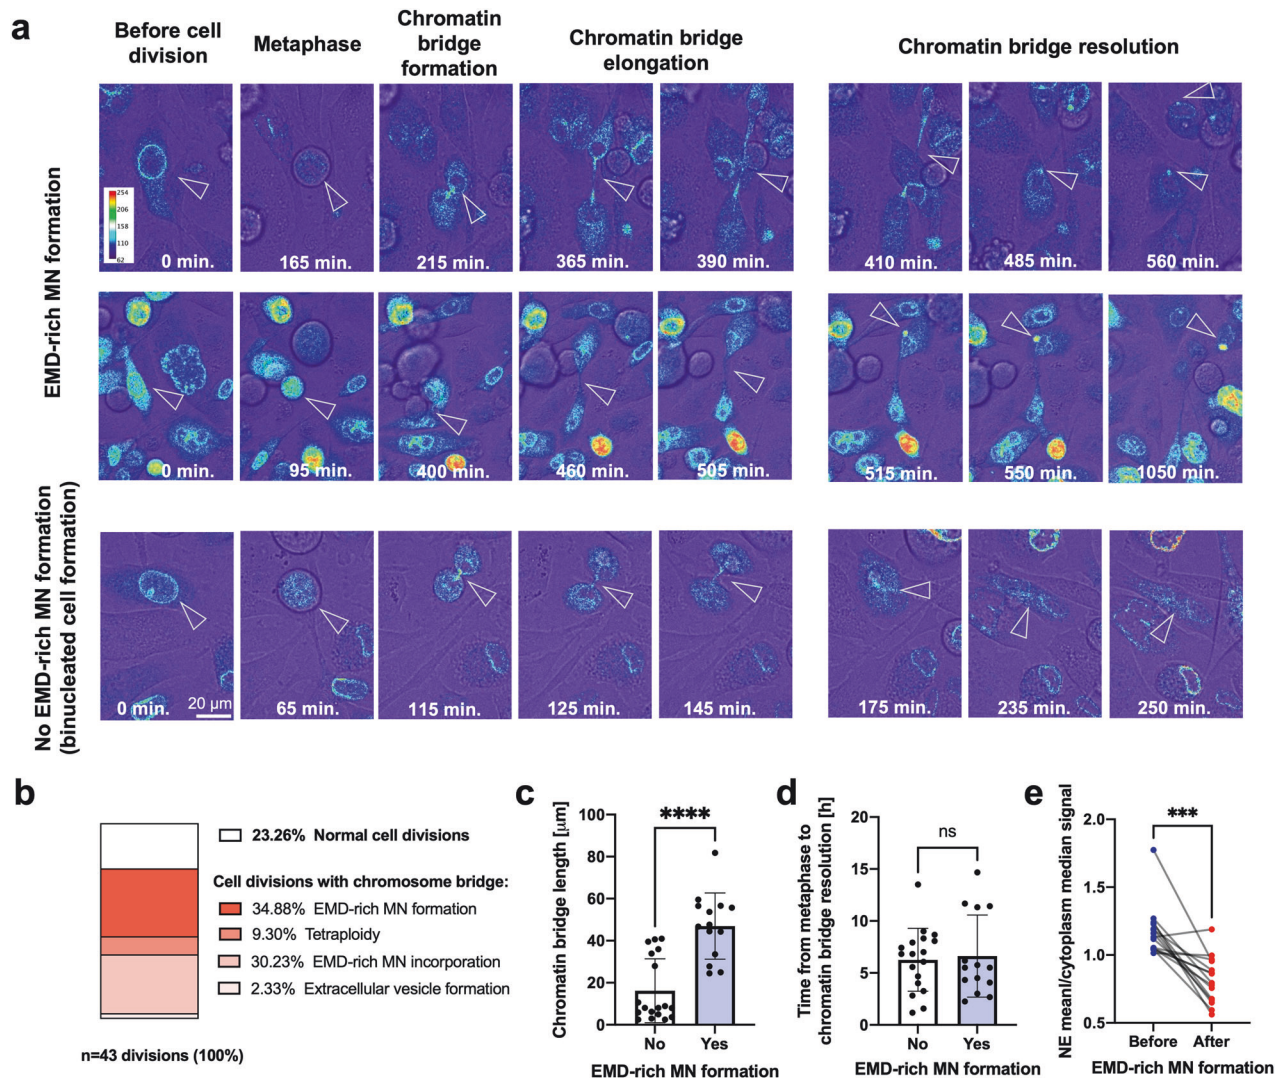 a
Before cell
division
Metaphase
Chromatin
bridge
formation
Chromatin bridge
elongation
Chromatin bridge resolution
EMD-rich MN formation
254
206
158
110
62
0 min.
165 min.
215 min.
365 min.
390 min.
410 min.
485 min.
560 min.
0 min.
95 min.
400 min.
460 min.
505 min.
515 min.
550 min.
1050 min.
No EMD-rich MN formation
(binucleated cell formation)
0 min.
20 µm
65 min.
115 min.
125 min.
145 min.
175 min.
235 min.
250 min.
b
23.26% Normal cell divisions
Cell divisions with chromosome bridge:
34.88% EMD-rich MN formation
9.30% Tetraploidy
30.23% EMD-rich MN incorporation
2.33% Extracellular vesicle formation
n=43 divisions (100%)
c
Chromatin bridge length [µm]
100
80
60
40
20
0
****
No
Yes
EMD-rich MN formation
d
Time from metaphase to
chromatin bridge resolution [h]
20
15
10
5
0
ns
No
Yes
EMD-rich MN formation
e
NE meanl/cytoplasm median signal
2.0
1.5
1.0
0.5
***
Before
After
EMD-rich MN formation